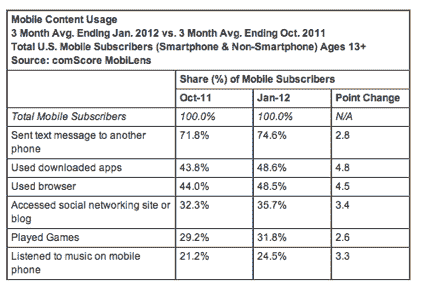 Mobile Content Usage
3 Month Avg. Ending Jan. 2012 vs. 3 Month Avg. Ending Oct. 2011
Total U.S. Mobile Subscribers (Smartphone & Non-Smartphone) Ages 13+
Source: comScore MobiLens
Share (%) of Mobile Subscribers
Oct-11 Jan-12 Point Change
Total Mobile Subscribers 100.0% 100.0% N/A
Sent text message to another 71.8% 74.6% 2.8
phone
Used downloaded apps 43.8% 48.6% 4.8
Used browser 44.0% 48.5% 4.5
Accessed social networking site or 32.3% 35.7% 3.4
blog
Played Games 29.2% 31.8% 2.6
Listened to music on mobile 21.2% 24.5% 3.3
phone